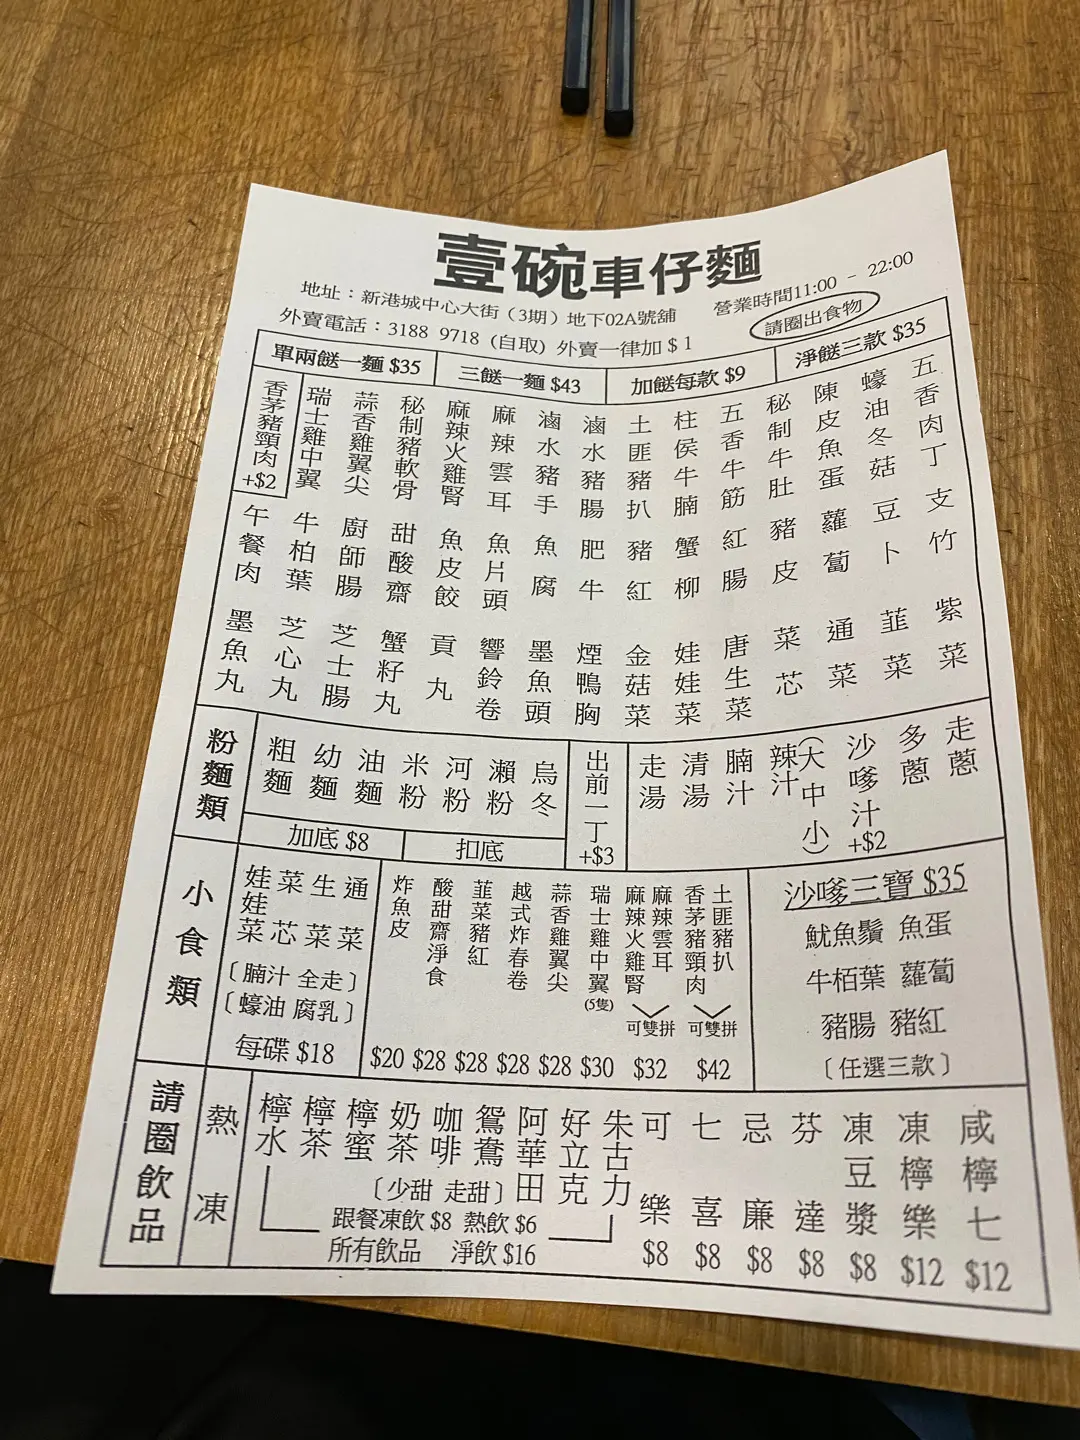 壹碗車仔麵
地址：新港城中心大街（3期）地下02A號舖
營業時間11:00 - 22:00
外賣電話：3188 9718 (自取) 外賣一律加＄1
請圈出食物
單兩餸一麵 $35
三餸一麵 $43
加餸每款 $9
淨餸三款 $35
香茅豬頸肉+$2
瑞士雞中翼
蒜香雞翼尖
秘制豬軟骨
麻辣火雞腎
麻辣雲耳
滷水豬手
滷水豬腸
土匪豬扒
柱侯牛腩
五香牛筋
秘制牛肚
陳皮魚蛋
蠔油冬菇
五香肉丁
午餐肉
牛柏葉
廚師腸
甜酸齋
魚皮餃
魚片頭
魚腐
肥牛
豬紅
蟹柳
紅腸
豬皮
蘿蔔
豆卜
支竹
墨魚丸
芝心丸
芝士腸
蟹籽丸
貢丸
響鈴卷
墨魚頭
煙鴨胸
金菇菜
娃娃菜
唐生菜
菜芯
通菜
韮菜
紫菜
粉麵類
粗麵
幼麵
油麵
米粉
河粉
瀨粉
烏冬
加底 $8
扣底
出前一丁+$3
走湯
清湯
腩汁
辣汁（大中小）
沙嗲汁+$2
多蔥
走蔥
小食類
娃娃菜
菜芯
生菜
通菜
〔腩汁 全走〕
〔蠔油 腐乳〕
每碟 $18
炸魚皮
$20
酸甜齋淨食
$28
韮菜豬紅
$28
越式炸春卷
$28
蒜香雞翼尖
$28
瑞士雞中翼(5隻)
$30
麻辣火雞腎
麻辣雲耳
可雙拼
$32
香茅豬頸肉
土匪豬扒
可雙拼
$42
沙嗲三寶 $35
魷魚鬚 魚蛋
牛栢葉 蘿蔔
豬腸 豬紅
〔任選三款〕
請圈飲品
熱
凍
檸水
檸茶
檸蜜
奶茶
咖啡
鴛鴦
阿華田
好立克
朱古力
〔少甜 走甜〕
跟餐凍飲 $8 熱飲 $6
所有飲品 淨飲 $16
可樂
$8
七喜
$8
忌廉
$8
芬達
$8
凍豆漿
$8
凍檸樂
$12
咸檸七
$12